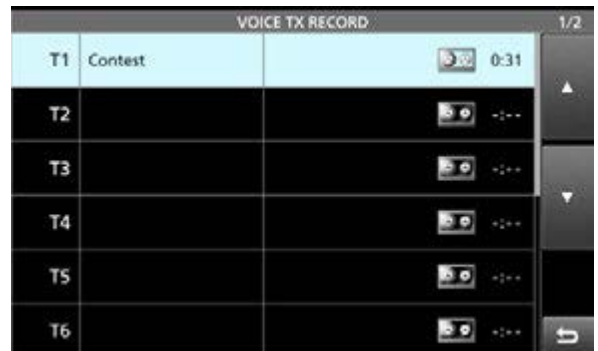 VOICE TX RECORD 1/2
T1 Contest 0:31
T2 -:--
T3 -:--
T4 -:--
T5 -:--
T6 -:--